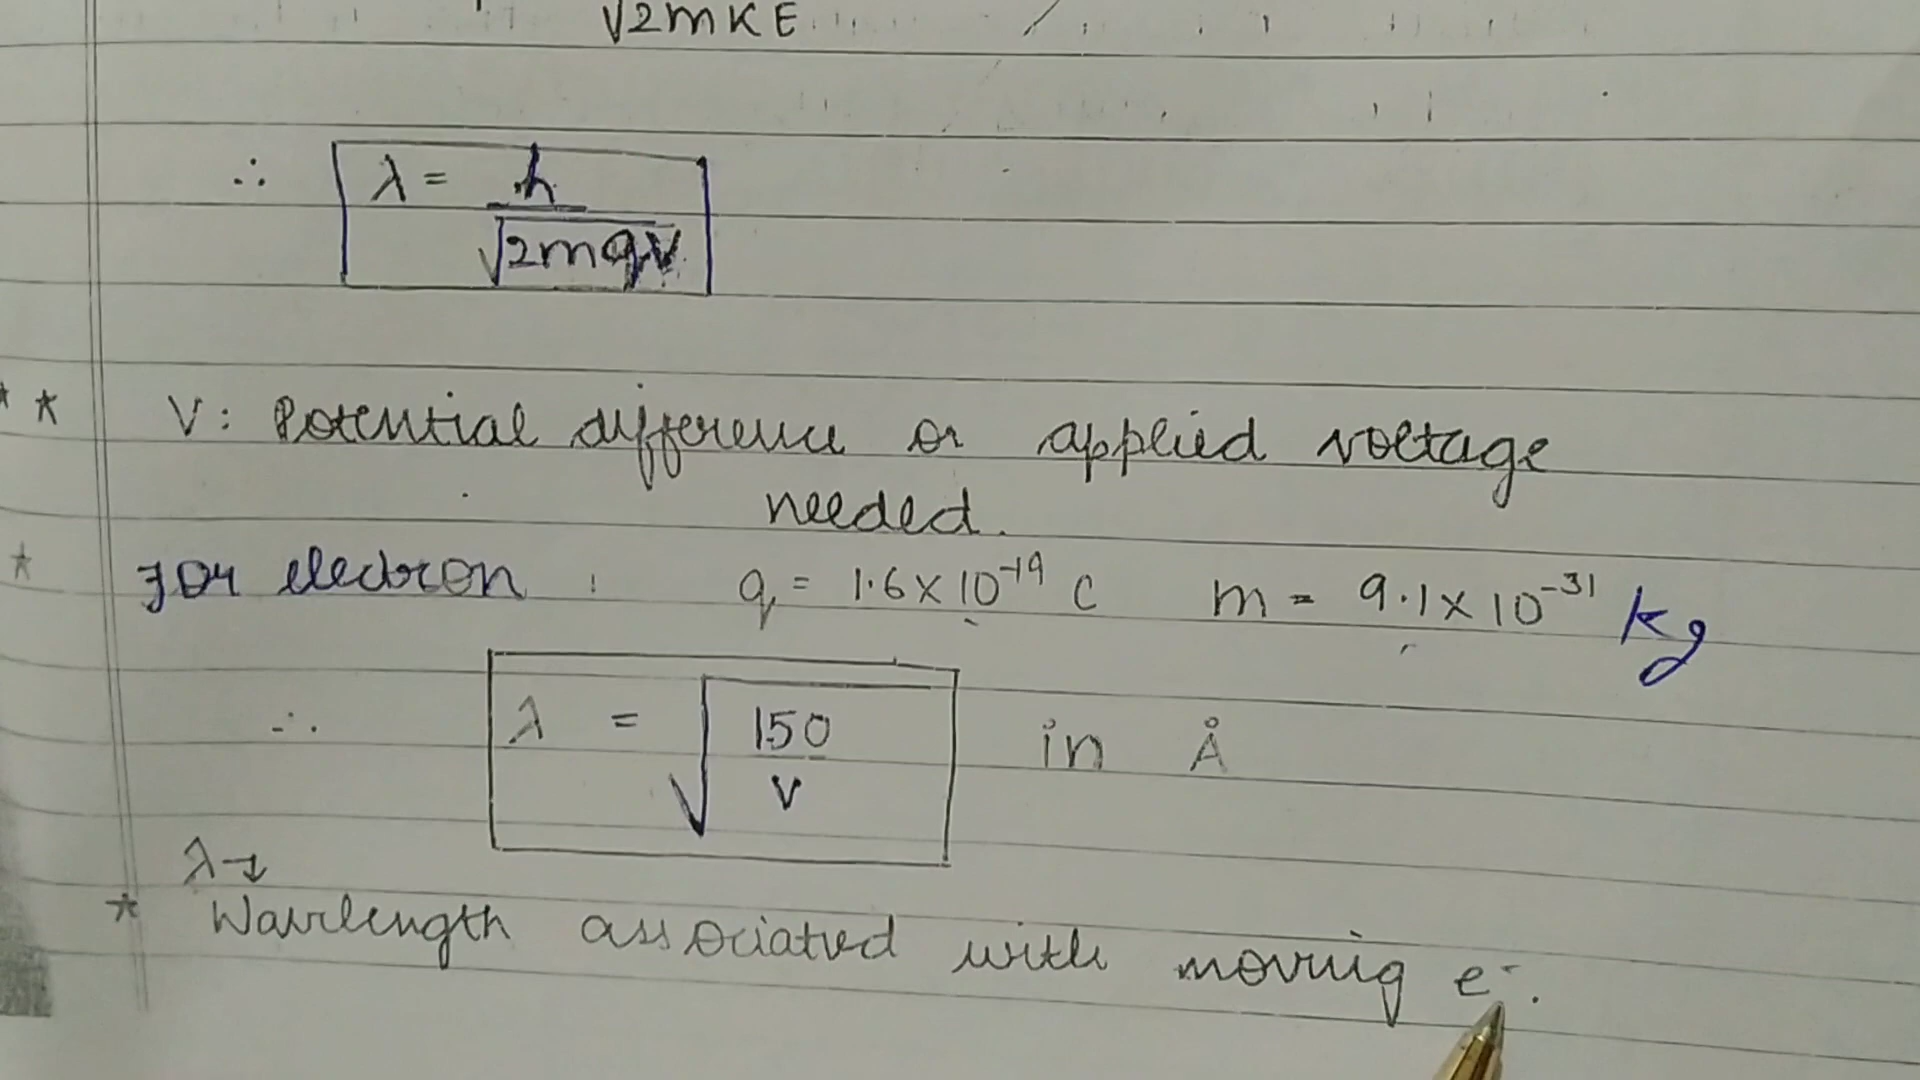 √2mKE
∴ λ = h
√2mqV
* * V: Potential difference or applied voltage
needed.
* For electron : q = 1.6×10⁻¹⁹ C m = 9.1×10⁻³¹ kg
∴ λ = √150/V in Å
λ→
* Wavelength associated with moving e⁻.